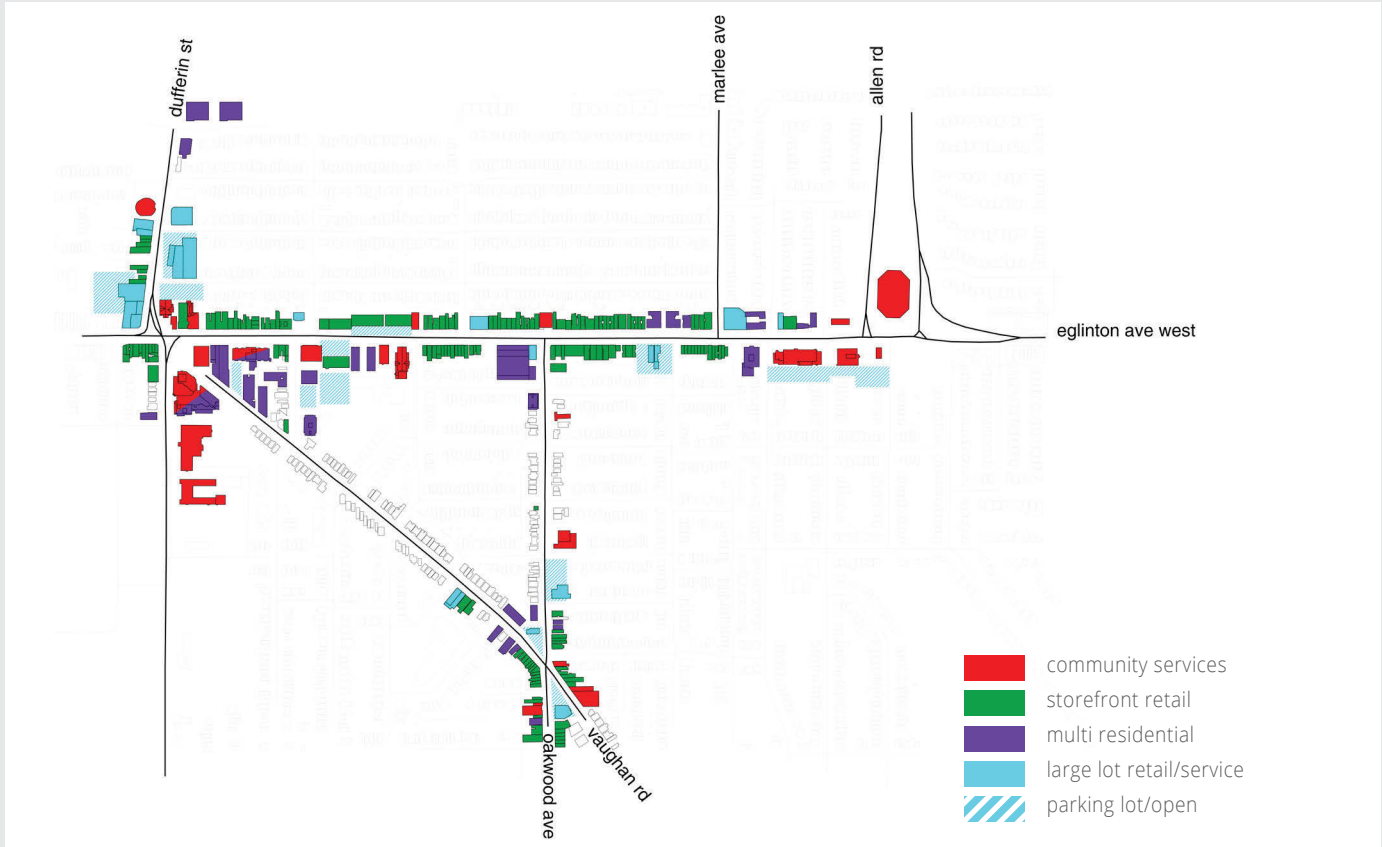 dufferin st
marlee ave
allen rd
eglinton ave west
oakwood ave
vaughan rd
community services
storefront retail
multi residential
large lot retail/service
parking lot/open